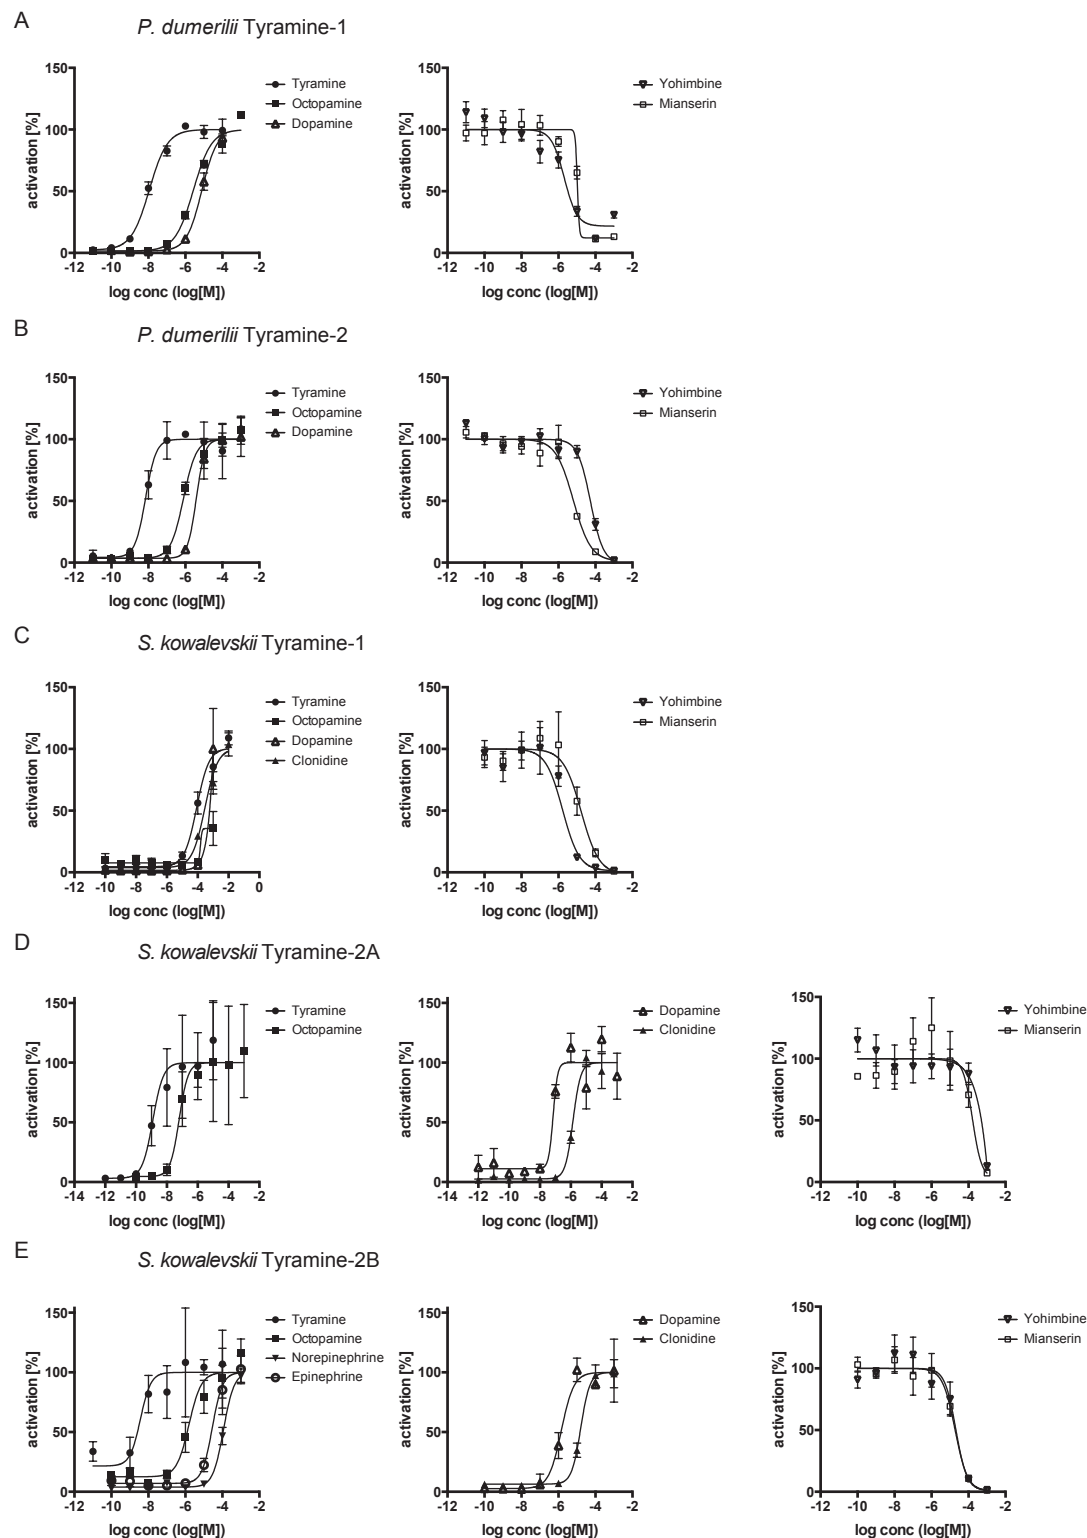 A
P. dumerilii Tyramine-1
150
100
50
0
activation [%]
-12 -10 -8 -6 -4 -2
log conc (log[M])
Tyramine
Octopamine
Dopamine
150
100
50
0
activation [%]
-12 -10 -8 -6 -4 -2
log conc (log[M])
Yohimbine
Mianserin
B
P. dumerilii Tyramine-2
150
100
50
0
activation [%]
-12 -10 -8 -6 -4 -2
log conc (log[M])
Tyramine
Octopamine
Dopamine
150
100
50
0
activation [%]
-12 -10 -8 -6 -4 -2
log conc (log[M])
Yohimbine
Mianserin
C
S. kowalevskii Tyramine-1
150
100
50
0
activation [%]
-12 -10 -8 -6 -4 -2 0
log conc (log[M])
Tyramine
Octopamine
Dopamine
Clonidine
150
100
50
0
activation [%]
-12 -10 -8 -6 -4 -2
log conc (log[M])
Yohimbine
Mianserin
D
S. kowalevskii Tyramine-2A
150
100
50
0
activation [%]
-12 -10 -8 -6 -4 -2
log conc (log[M])
Tyramine
Octopamine
150
100
50
0
activation [%]
-14 -12 -10 -8 -6 -4 -2
log conc (log[M])
Dopamine
Clonidine
150
100
50
0
activation [%]
-12 -10 -8 -6 -4 -2
log conc (log[M])
Yohimbine
Mianserin
E
S. kowalevskii Tyramine-2B
150
100
50
0
activation [%]
-12 -10 -8 -6 -4 -2
log conc (log[M])
Tyramine
Octopamine
Norepinephrine
Epinephrine
150
100
50
0
activation [%]
-12 -10 -8 -6 -4 -2
log conc (log[M])
Dopamine
Clonidine
150
100
50
0
activation [%]
-12 -10 -8 -6 -4 -2
log conc (log[M])
Yohimbine
Mianserin